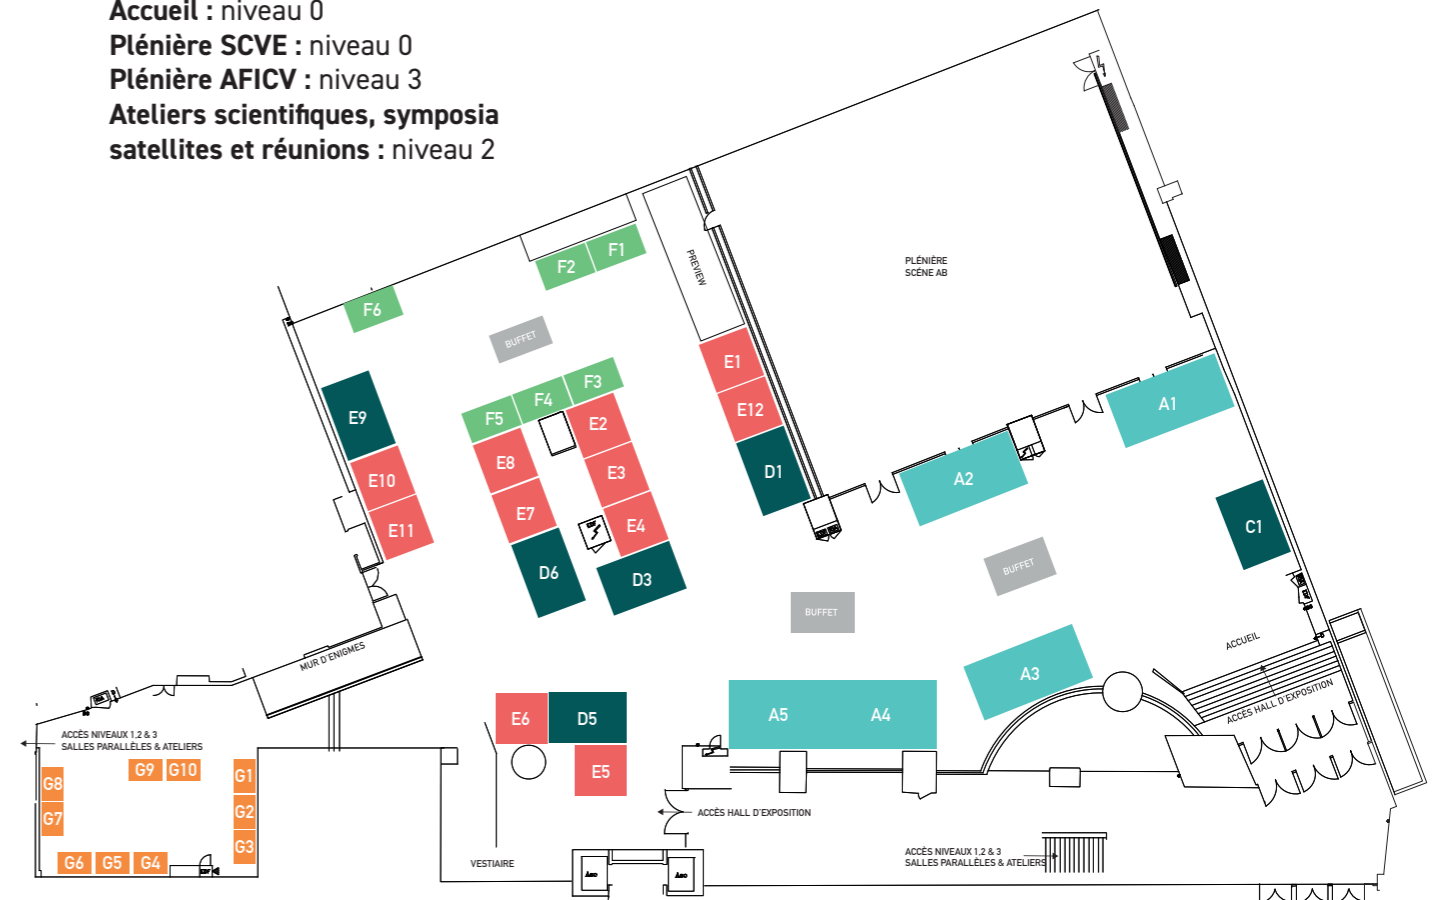 Accueil : niveau 0
Plénière SCVE : niveau 0
Plénière AFICV : niveau 3
Ateliers scientifiques, symposia
satellites et réunions : niveau 2
PLÉNIÈRE
SCÉNE AB
PREVIEW
F1
F2
F6
BUFFET
E1
E12
D1
F3
F4
F5
E2
E3
E4
D3
E8
E7
D6
E9
E10
E11
A1
A2
C1
BUFFET
BUFFET
A3
A5
A4
ACCUEIL
ACCÈS HALL D'EXPOSITION
MUR D'ENIGMES
E6
D5
E5
ACCÈS NIVEAUX 1,2 & 3
SALLES PARALLÈLES & ATELIERS
G9
G10
G1
G2
G3
G8
G7
G6
G5
G4
ACCÈS HALL D'EXPOSITION
VESTIAIRE
ACCÈS NIVEAUX 1,2 & 3
SALLES PARALLÈLES & ATELIERS
Asc
Asc